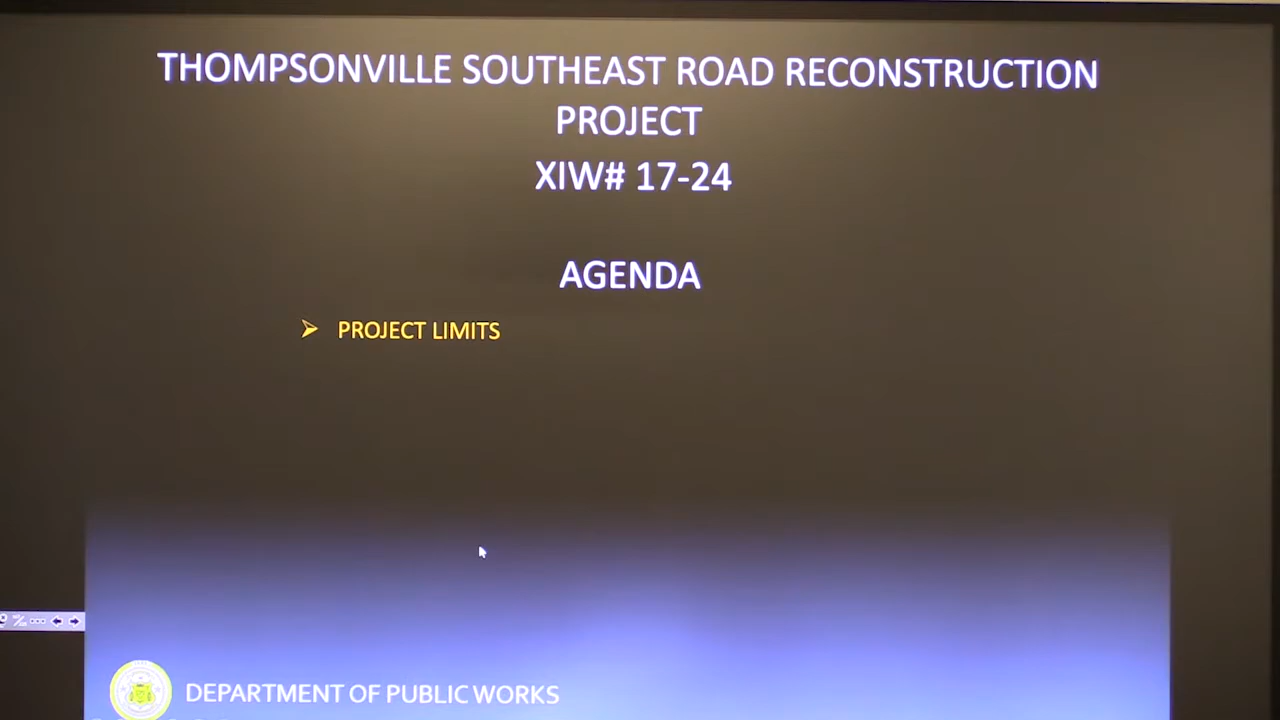 THOMPSONVILLE SOUTHEAST ROAD RECONSTRUCTION
PROJECT
XIW# 17-24
AGENDA
➢ PROJECT LIMITS
DEPARTMENT OF PUBLIC WORKS